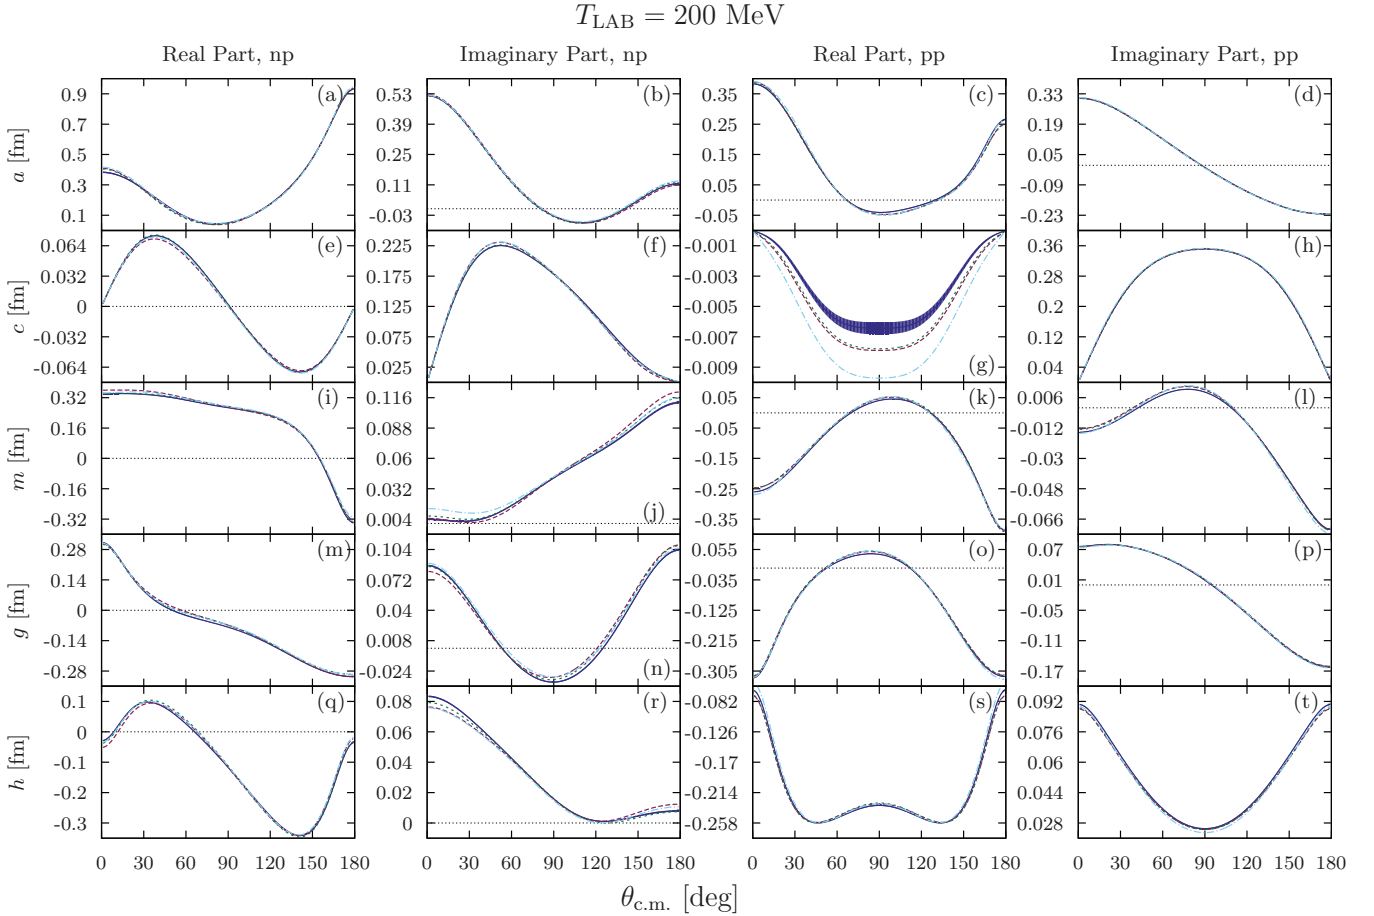 T_LAB = 200 MeV
Real Part, np Imaginary Part, np Real Part, pp Imaginary Part, pp
a [fm]
0.9 0.7 0.5 0.3 0.1 (a)
0.53 0.39 0.25 0.11 -0.03 (b)
0.35 0.25 0.15 0.05 -0.05 (c)
0.33 0.19 0.05 -0.09 -0.23 (d)
c [fm]
0.064 0.032 0 -0.032 -0.064 (e)
0.225 0.175 0.125 0.075 0.025 (f)
-0.001 -0.003 -0.005 -0.007 -0.009 (g)
0.36 0.28 0.2 0.12 0.04 (h)
m [fm]
0.32 0.16 0 -0.16 -0.32 (i)
0.116 0.088 0.06 0.032 0.004 (j)
0.05 -0.05 -0.15 -0.25 -0.35 (k)
0.006 -0.012 -0.03 -0.048 -0.066 (l)
g [fm]
0.28 0.14 0 -0.14 -0.28 (m)
0.104 0.072 0.04 0.008 -0.024 (n)
0.055 -0.035 -0.125 -0.215 -0.305 (o)
0.07 0.01 -0.05 -0.11 -0.17 (p)
h [fm]
0.1 0 -0.1 -0.2 -0.3 (q)
0.08 0.06 0.04 0.02 0 (r)
-0.082 -0.126 -0.17 -0.214 -0.258 (s)
0.092 0.076 0.06 0.044 0.028 (t)
0 30 60 90 120 150 180 0 30 60 90 120 150 180 0 30 60 90 120 150 180 0 30 60 90 120 150 180
θ_c.m. [deg]